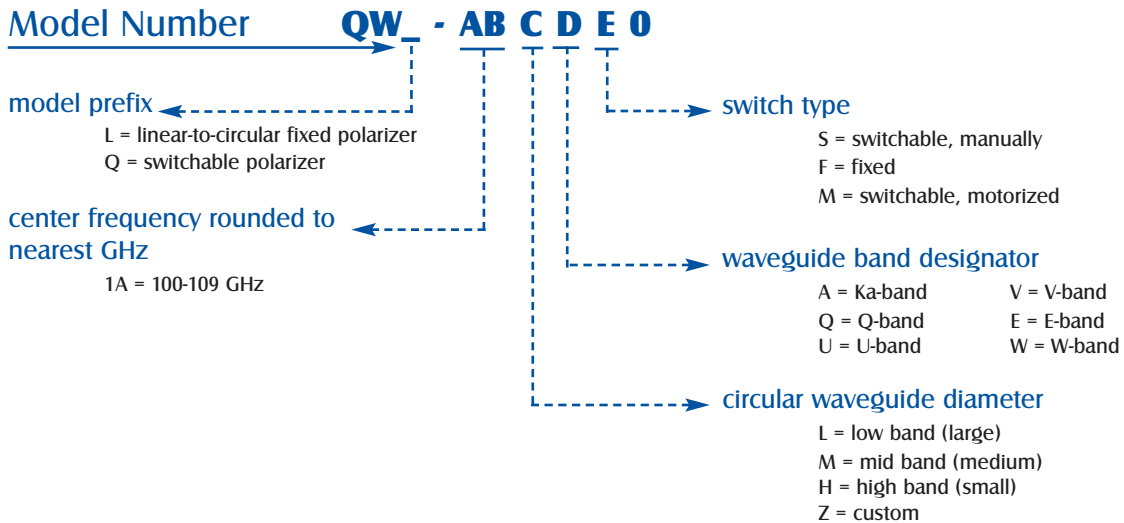 Model Number QW_ - AB C D E 0
model prefix
L = linear-to-circular fixed polarizer
Q = switchable polarizer
center frequency rounded to
nearest GHz
1A = 100-109 GHz
switch type
S = switchable, manually
F = fixed
M = switchable, motorized
waveguide band designator
A = Ka-band V = V-band
Q = Q-band E = E-band
U = U-band W = W-band
circular waveguide diameter
L = low band (large)
M = mid band (medium)
H = high band (small)
Z = custom